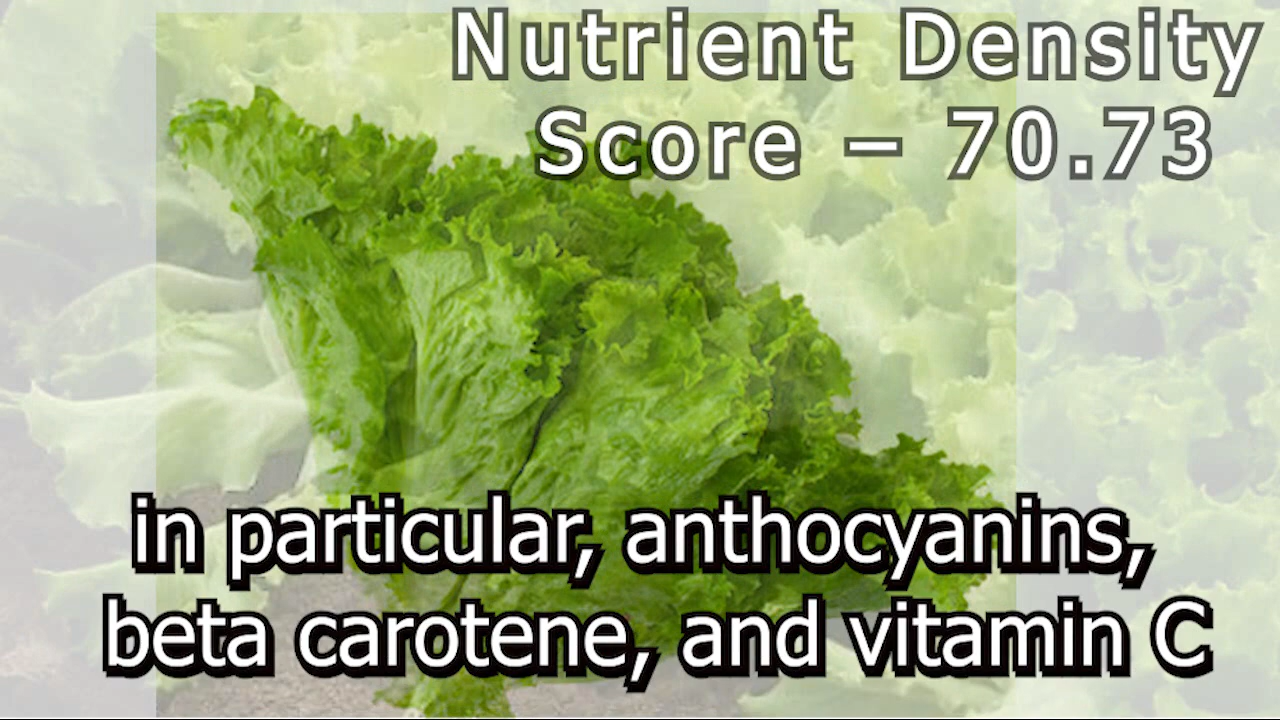 Nutrient Density
Score – 70.73
in particular, anthocyanins,
beta carotene, and vitamin C